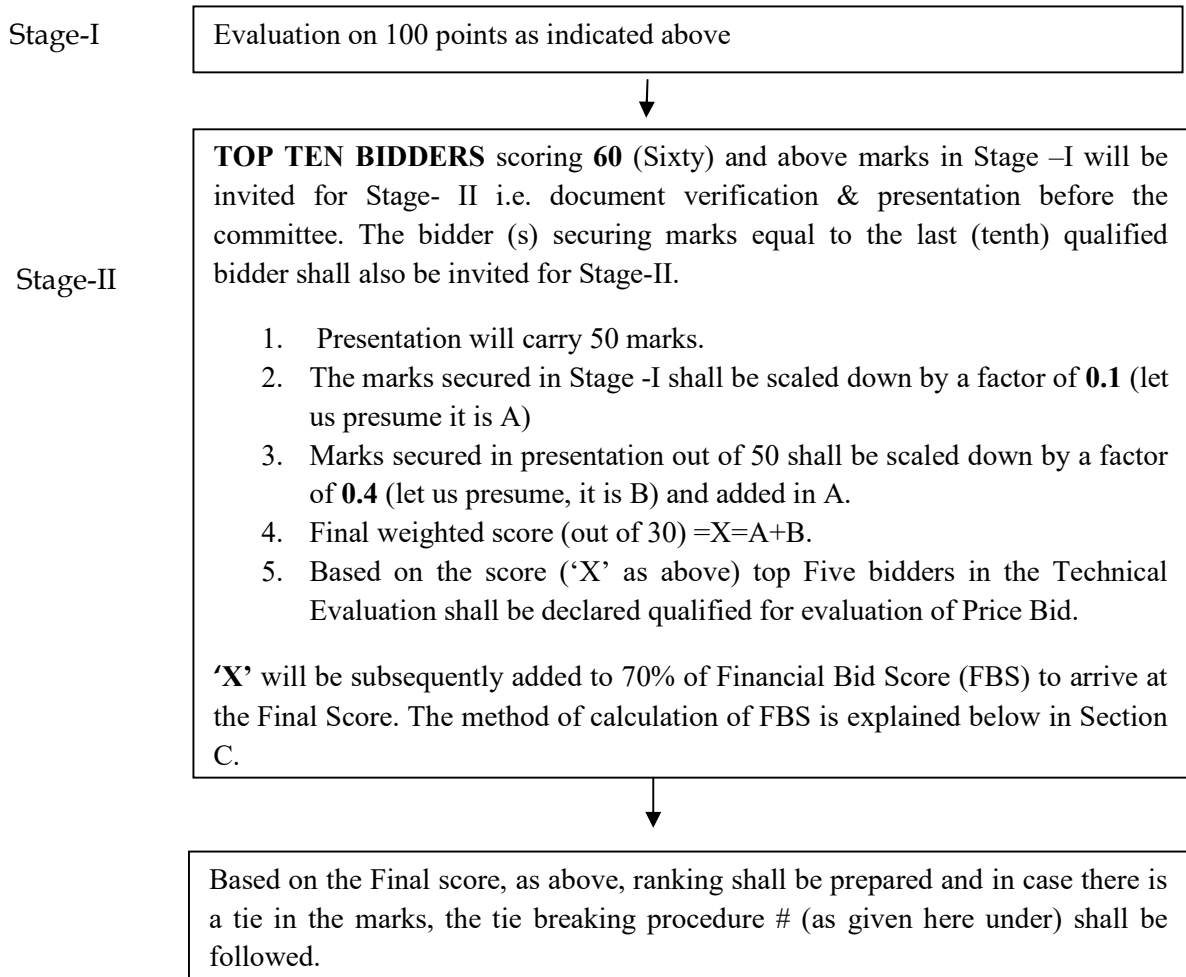 Stage-I
Evaluation on 100 points as indicated above
TOP TEN BIDDERS scoring 60 (Sixty) and above marks in Stage –I will be
invited for Stage- II i.e. document verification & presentation before the
committee. The bidder (s) securing marks equal to the last (tenth) qualified
bidder shall also be invited for Stage-II.
Stage-II
1. Presentation will carry 50 marks.
2. The marks secured in Stage -I shall be scaled down by a factor of 0.1 (let
us presume it is A)
3. Marks secured in presentation out of 50 shall be scaled down by a factor
of 0.4 (let us presume, it is B) and added in A.
4. Final weighted score (out of 30) =X=A+B.
5. Based on the score (‘X’ as above) top Five bidders in the Technical
Evaluation shall be declared qualified for evaluation of Price Bid.
‘X’ will be subsequently added to 70% of Financial Bid Score (FBS) to arrive at
the Final Score. The method of calculation of FBS is explained below in Section
C.
Based on the Final score, as above, ranking shall be prepared and in case there is
a tie in the marks, the tie breaking procedure # (as given here under) shall be
followed.